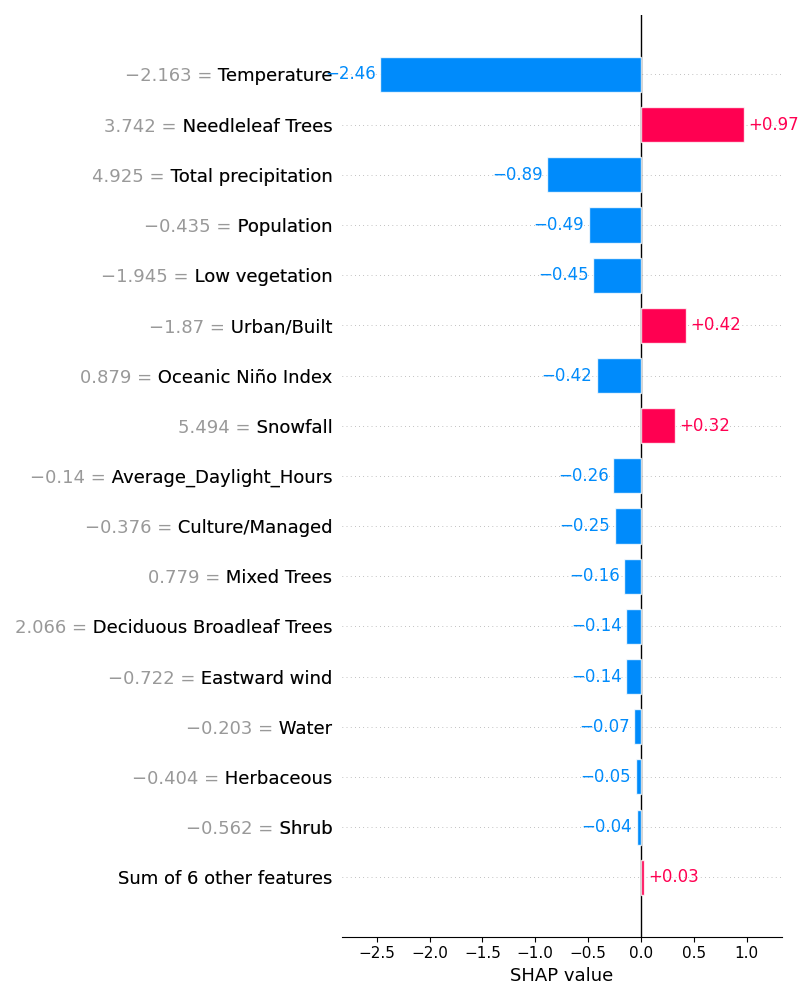 −2.163 = Temperature −2.46
3.742 = Needleleaf Trees +0.97
4.925 = Total precipitation −0.89
−0.435 = Population −0.49
−1.945 = Low vegetation −0.45
−1.87 = Urban/Built +0.42
0.879 = Oceanic Niño Index −0.42
5.494 = Snowfall +0.32
−0.14 = Average_Daylight_Hours −0.26
−0.376 = Culture/Managed −0.25
0.779 = Mixed Trees −0.16
2.066 = Deciduous Broadleaf Trees −0.14
−0.722 = Eastward wind −0.14
−0.203 = Water −0.07
−0.404 = Herbaceous −0.05
−0.562 = Shrub −0.04
Sum of 6 other features +0.03
−2.5 −2.0 −1.5 −1.0 −0.5 0.0 0.5 1.0
SHAP value